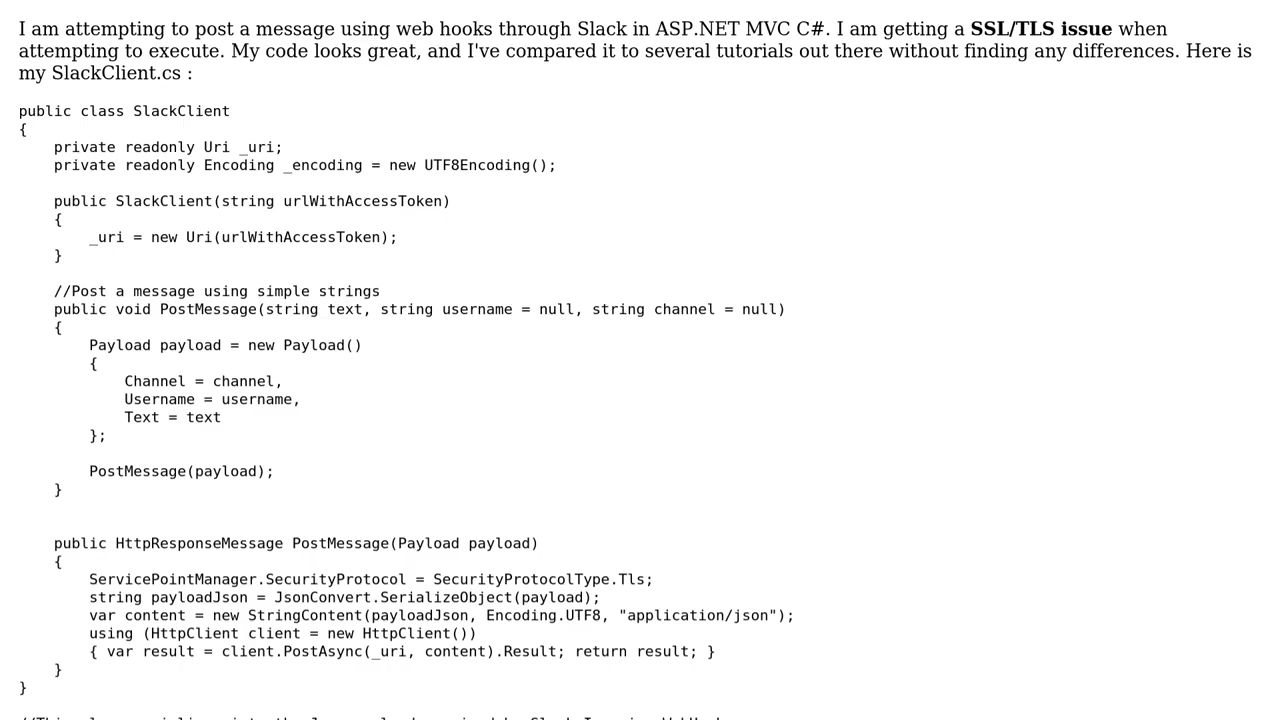 I am attempting to post a message using web hooks through Slack in ASP.NET MVC C#. I am getting a SSL/TLS issue when
attempting to execute. My code looks great, and I've compared it to several tutorials out there without finding any differences. Here is
my SlackClient.cs :
public class SlackClient
{
    private readonly Uri _uri;
    private readonly Encoding _encoding = new UTF8Encoding();
    public SlackClient(string urlWithAccessToken)
    {
        _uri = new Uri(urlWithAccessToken);
    }
    //Post a message using simple strings
    public void PostMessage(string text, string username = null, string channel = null)
    {
        Payload payload = new Payload()
        {
            Channel = channel,
            Username = username,
            Text = text
        };
        PostMessage(payload);
    }
    public HttpResponseMessage PostMessage(Payload payload)
    {
        ServicePointManager.SecurityProtocol = SecurityProtocolType.Tls;
        string payloadJson = JsonConvert.SerializeObject(payload);
        var content = new StringContent(payloadJson, Encoding.UTF8, "application/json");
        using (HttpClient client = new HttpClient())
        { var result = client.PostAsync(_uri, content).Result; return result; }
    }
}